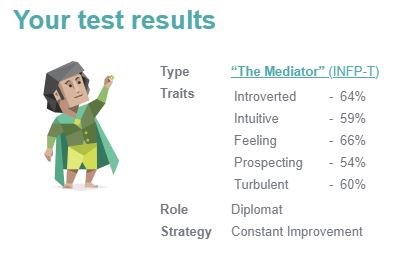 Your test results
Type “The Mediator” (INFP-T)
Traits
Introverted - 64%
Intuitive - 59%
Feeling - 66%
Prospecting - 54%
Turbulent - 60%
Role Diplomat
Strategy Constant Improvement